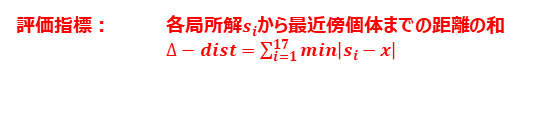 評価指標： 各局所解𝒔𝒊から最近傍個体までの距離の和
Δ − dist = ∑¹⁷ᵢ₌₁ min|sᵢ − x|